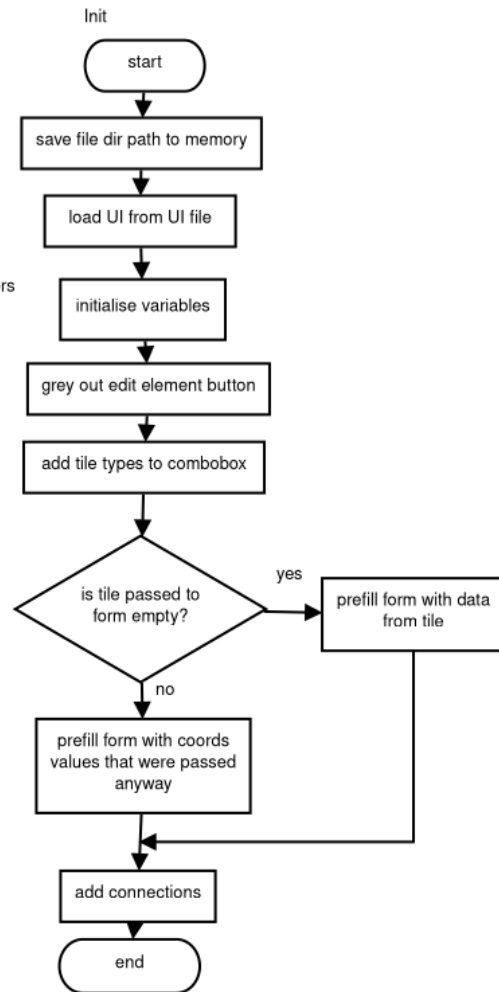 Init
start
save file dir path to memory
load UI from UI file
initialise variables
grey out edit element button
add tile types to combobox
is tile passed to
form empty?
yes
prefill form with data
from tile
no
prefill form with coords
values that were passed
anyway
add connections
end